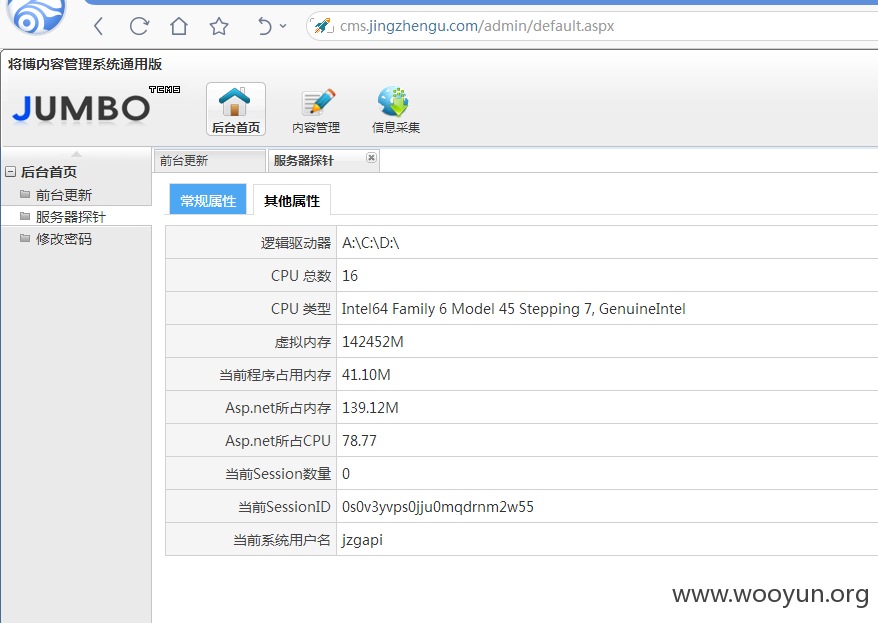 cms.jingzhengu.com/admin/default.aspx
将博内容管理系统通用版
JUMBO TCMS
后台首页 内容管理 信息采集
后台首页
前台更新
服务器探针
修改密码
前台更新 服务器探针
常规属性 其他属性
逻辑驱动器 A:\C:\D:\
CPU 总数 16
CPU 类型 Intel64 Family 6 Model 45 Stepping 7, GenuineIntel
虚拟内存 142452M
当前程序占用内存 41.10M
Asp.net所占内存 139.12M
Asp.net所占CPU 78.77
当前Session数量 0
当前SessionID 0s0v3yvps0jju0mqdrnm2w55
当前系统用户名 jzgapi
www.wooyun.org